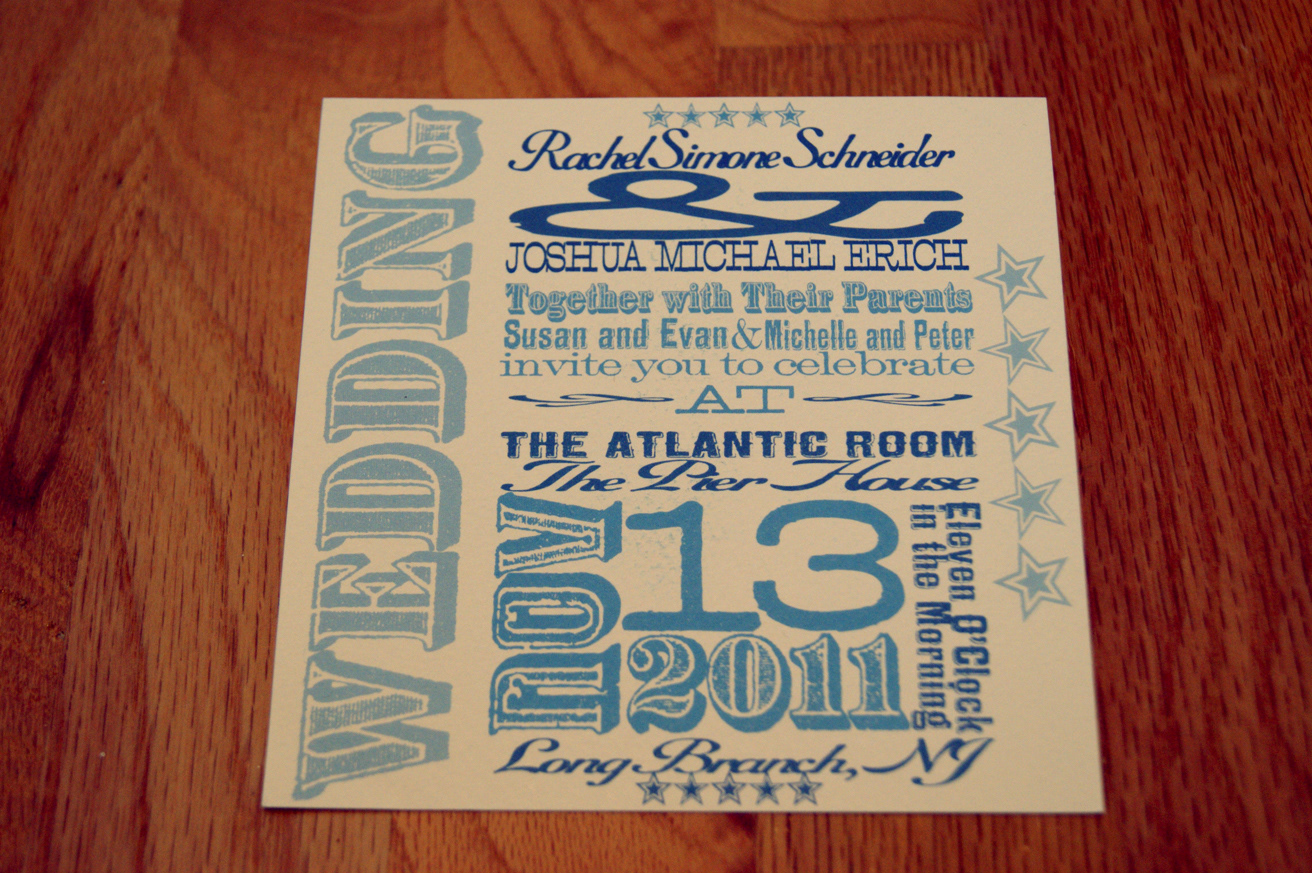 WEDDING
Rachel Simone Schneider
&
JOSHUA MICHAEL ERICH
Together with Their Parents
Susan and Evan & Michelle and Peter
invite you to celebrate
AT
THE ATLANTIC ROOM
The Pier House
NOV
13
2011
Eleven O'Clock
in the Morning
Long Branch, NJ